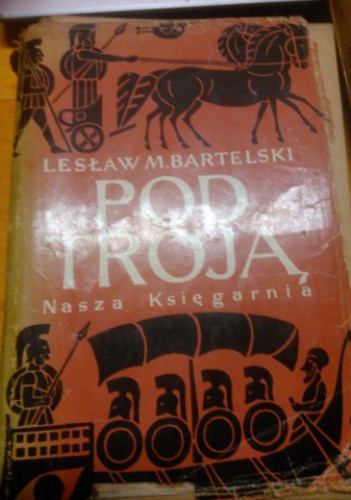 LESŁAW M. BARTELSKI
POD
TROJĄ
Nasza Księgarnia